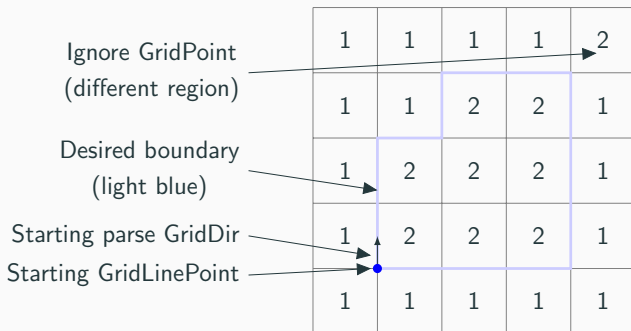 Ignore GridPoint
(different region)
Desired boundary
(light blue)
Starting parse GridDir
Starting GridLinePoint
1 1 1 1 2
1 1 2 2 1
1 2 2 2 1
1 2 2 2 1
1 1 1 1 1